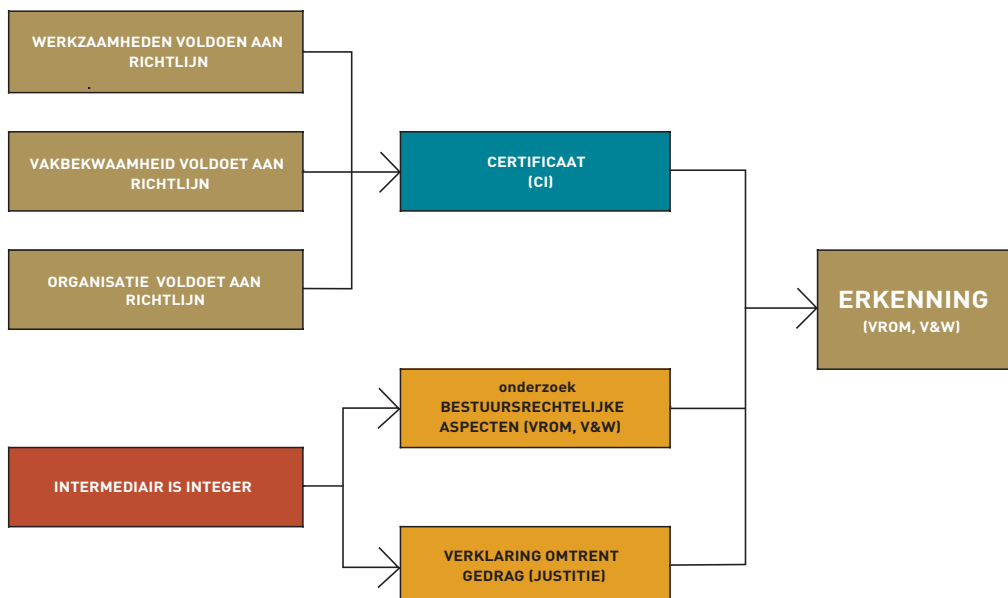 WERKZAAMHEDEN VOLDOEN AAN
RICHTLIJN
VAKBEKWAAMHEID VOLDOET AAN
RICHTLIJN
ORGANISATIE VOLDOET AAN
RICHTLIJN
CERTIFICAAT
(CI)
ERKENNING
(VROM, V&W)
onderzoek
BESTUURSRECHTELIJKE
ASPECTEN (VROM, V&W)
INTERMEDIAIR IS INTEGER
VERKLARING OMTRENT
GEDRAG (JUSTITIE)